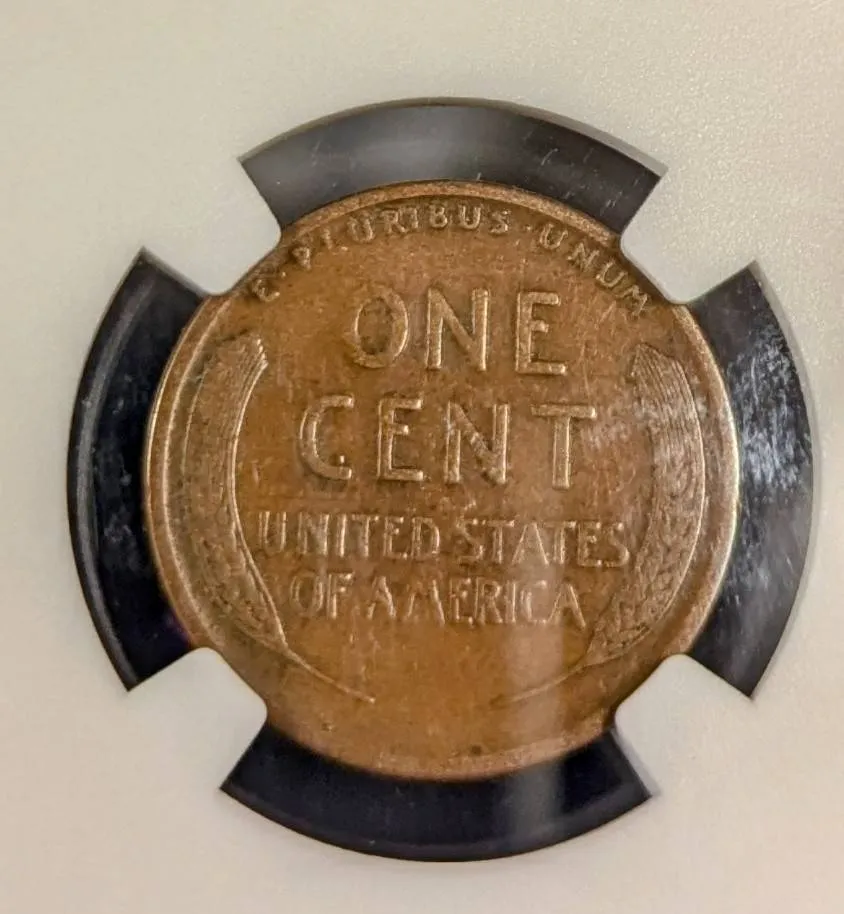 E·PLURIBUS·UNUM
ONE
CENT
UNITED STATES
OF AMERICA